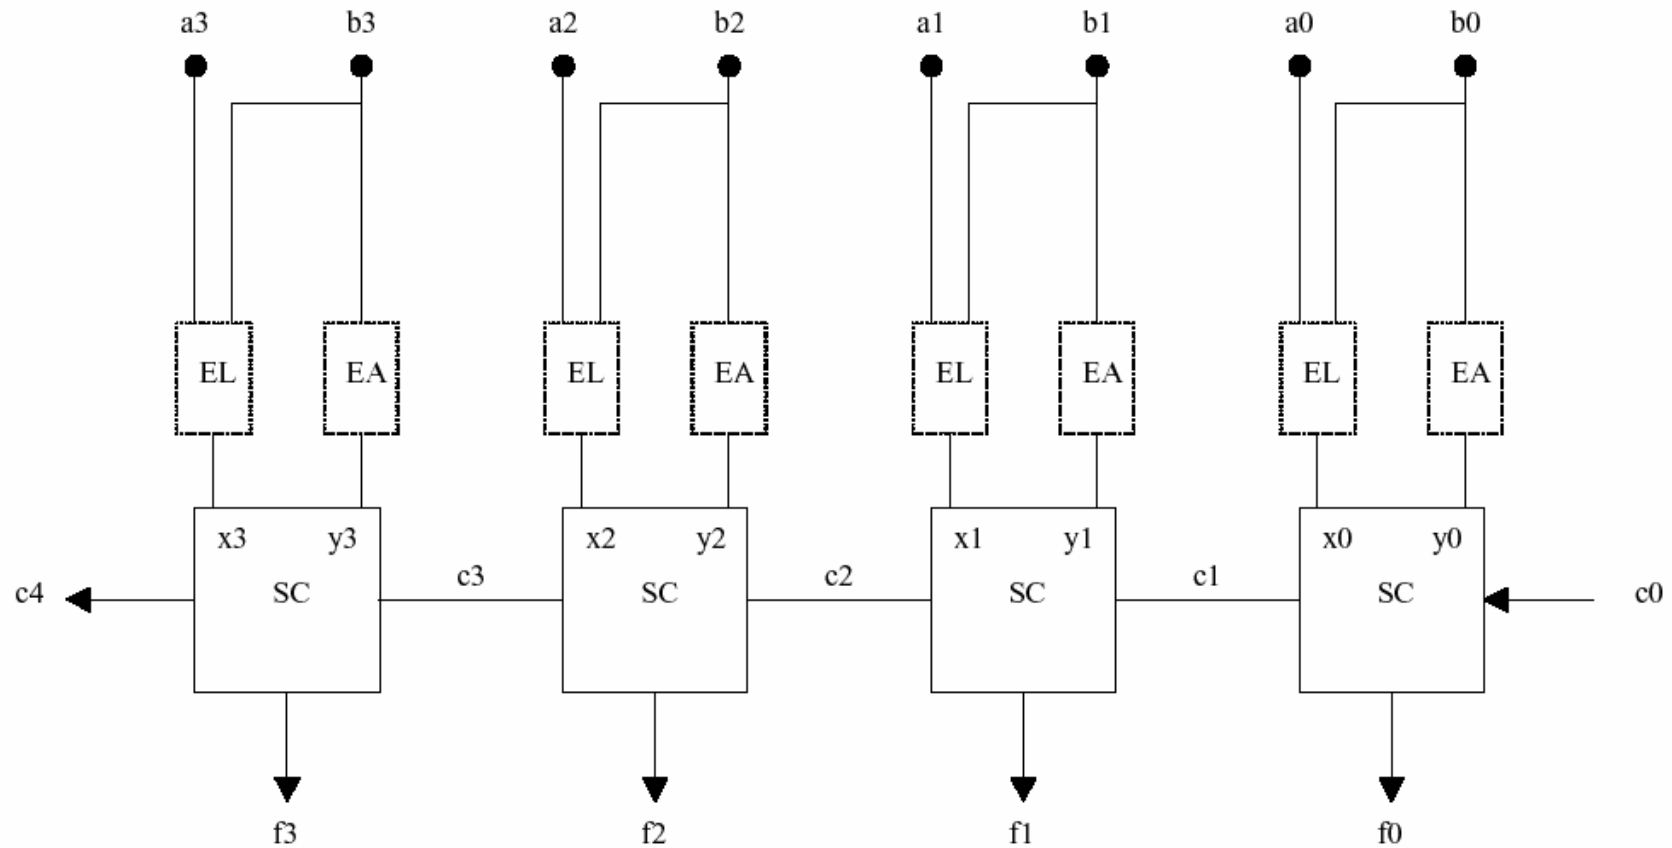 a3 b3 a2 b2 a1 b1 a0 b0
EL EA EL EA EL EA EL EA
x3 y3 x2 y2 x1 y1 x0 y0
c4 SC c3 SC c2 SC c1 SC c0
f3 f2 f1 f0